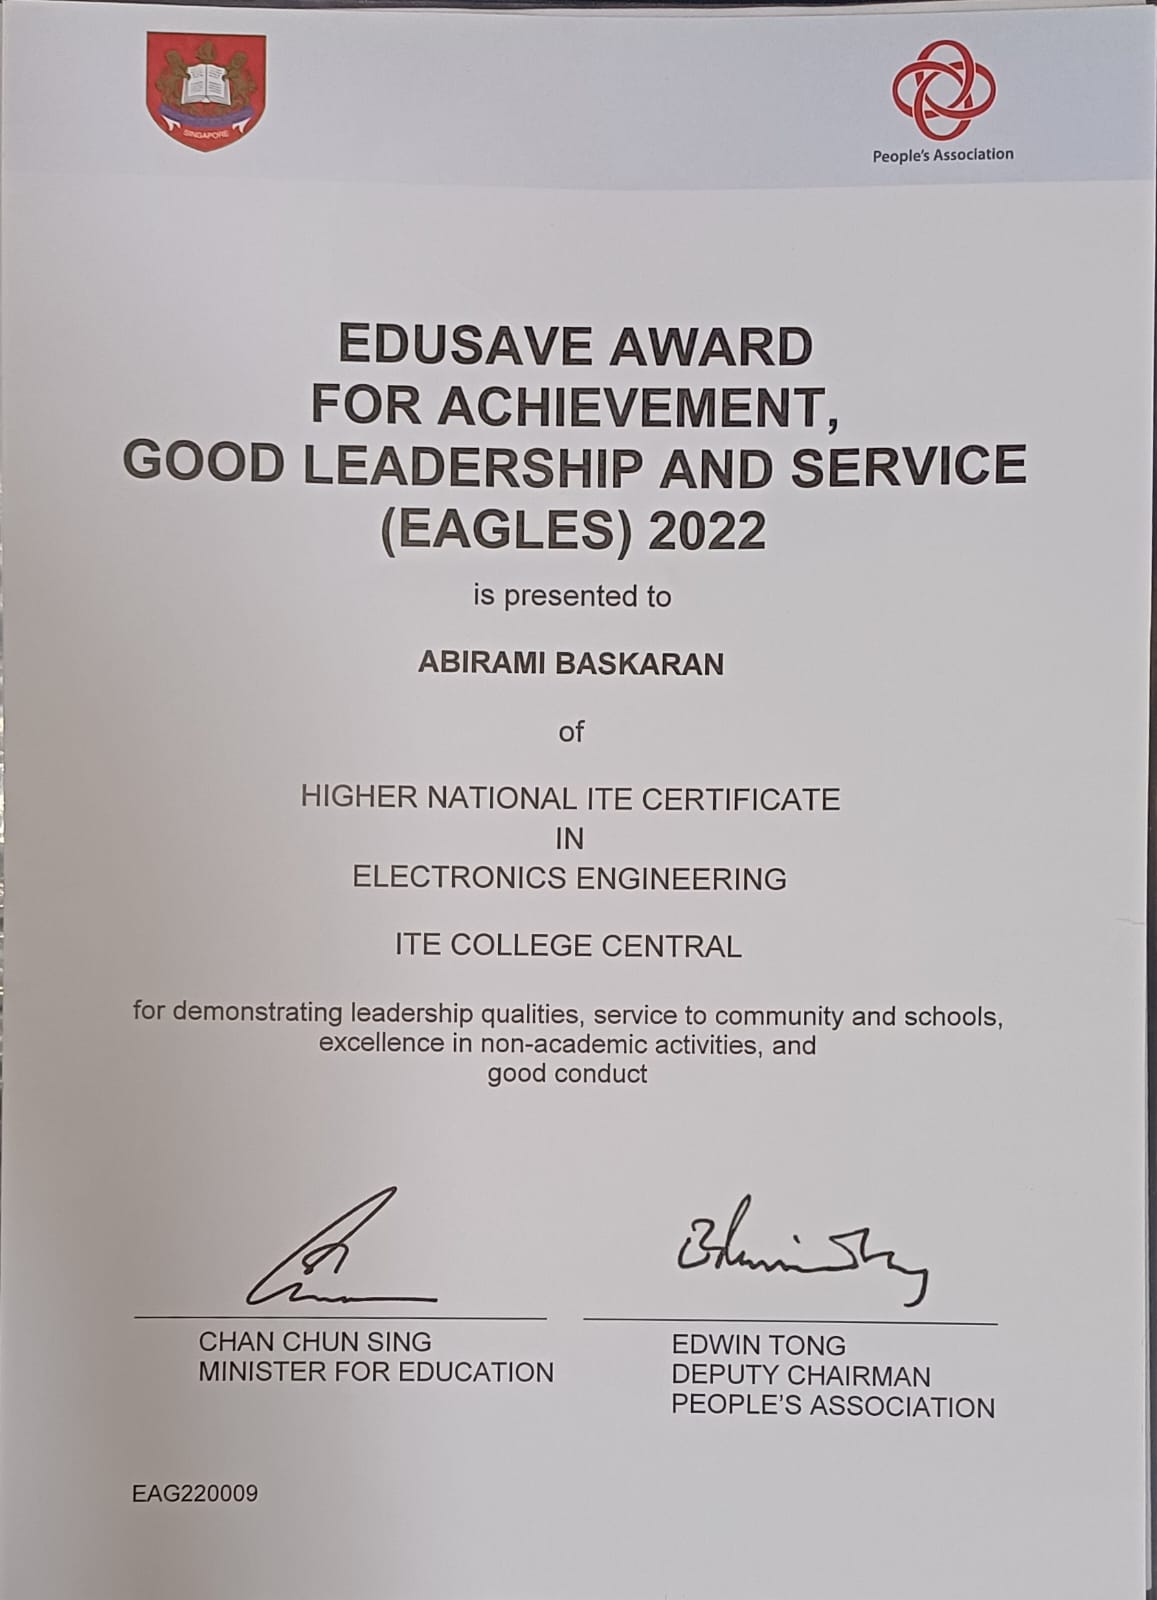 SINGAPORE
People's Association
EDUSAVE AWARD
FOR ACHIEVEMENT,
GOOD LEADERSHIP AND SERVICE
(EAGLES) 2022
is presented to
ABIRAMI BASKARAN
of
HIGHER NATIONAL ITE CERTIFICATE
IN
ELECTRONICS ENGINEERING
ITE COLLEGE CENTRAL
for demonstrating leadership qualities, service to community and schools,
excellence in non-academic activities, and
good conduct
CHAN CHUN SING
MINISTER FOR EDUCATION
EDWIN TONG
DEPUTY CHAIRMAN
PEOPLE'S ASSOCIATION
EAG220009